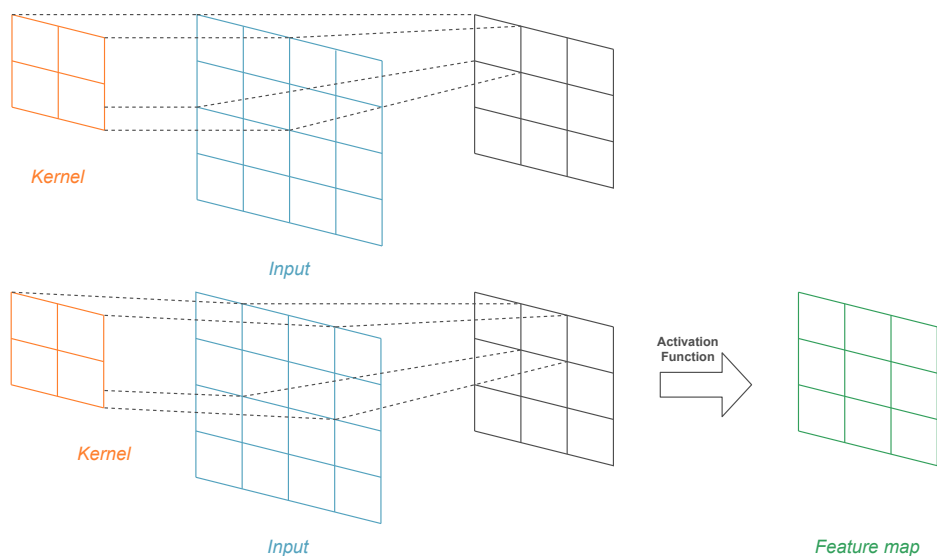 Kernel
Input
Activation
Function
Kernel
Input
Feature map